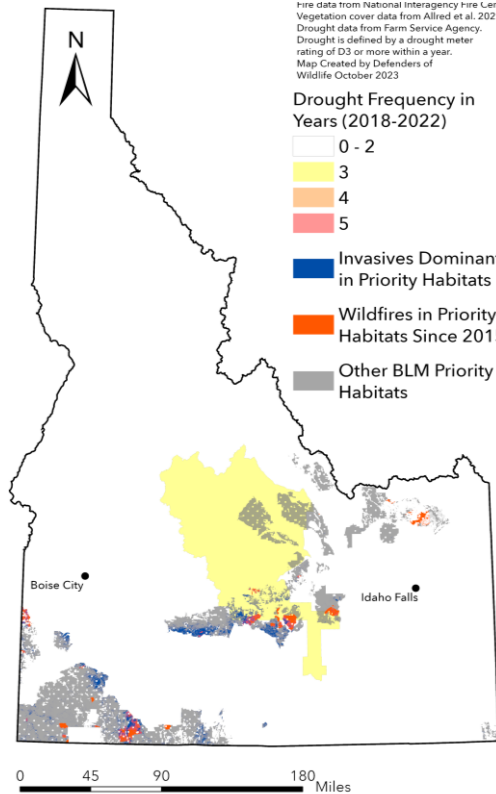 Fire data from National Interagency Fire Cen
Vegetation cover data from Allred et al. 202
Drought data from Farm Service Agency.
Drought is defined by a drought meter
rating of D3 or more within a year.
Map Created by Defenders of
Wildlife October 2023
N
Drought Frequency in
Years (2018-2022)
0 - 2
3
4
5
Invasives Dominant
in Priority Habitats
Wildfires in Priority
Habitats Since 201
Other BLM Priority
Habitats
Boise City
Idaho Falls
0 45 90 180
Miles